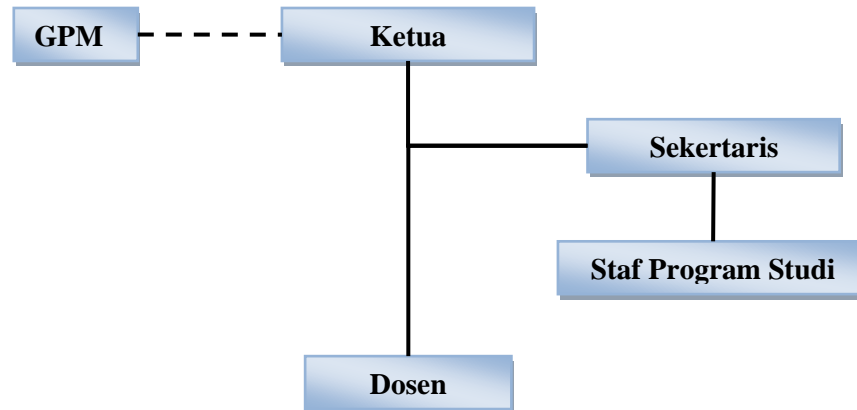 GPM
Ketua
Sekertaris
Staf Program Studi
Dosen